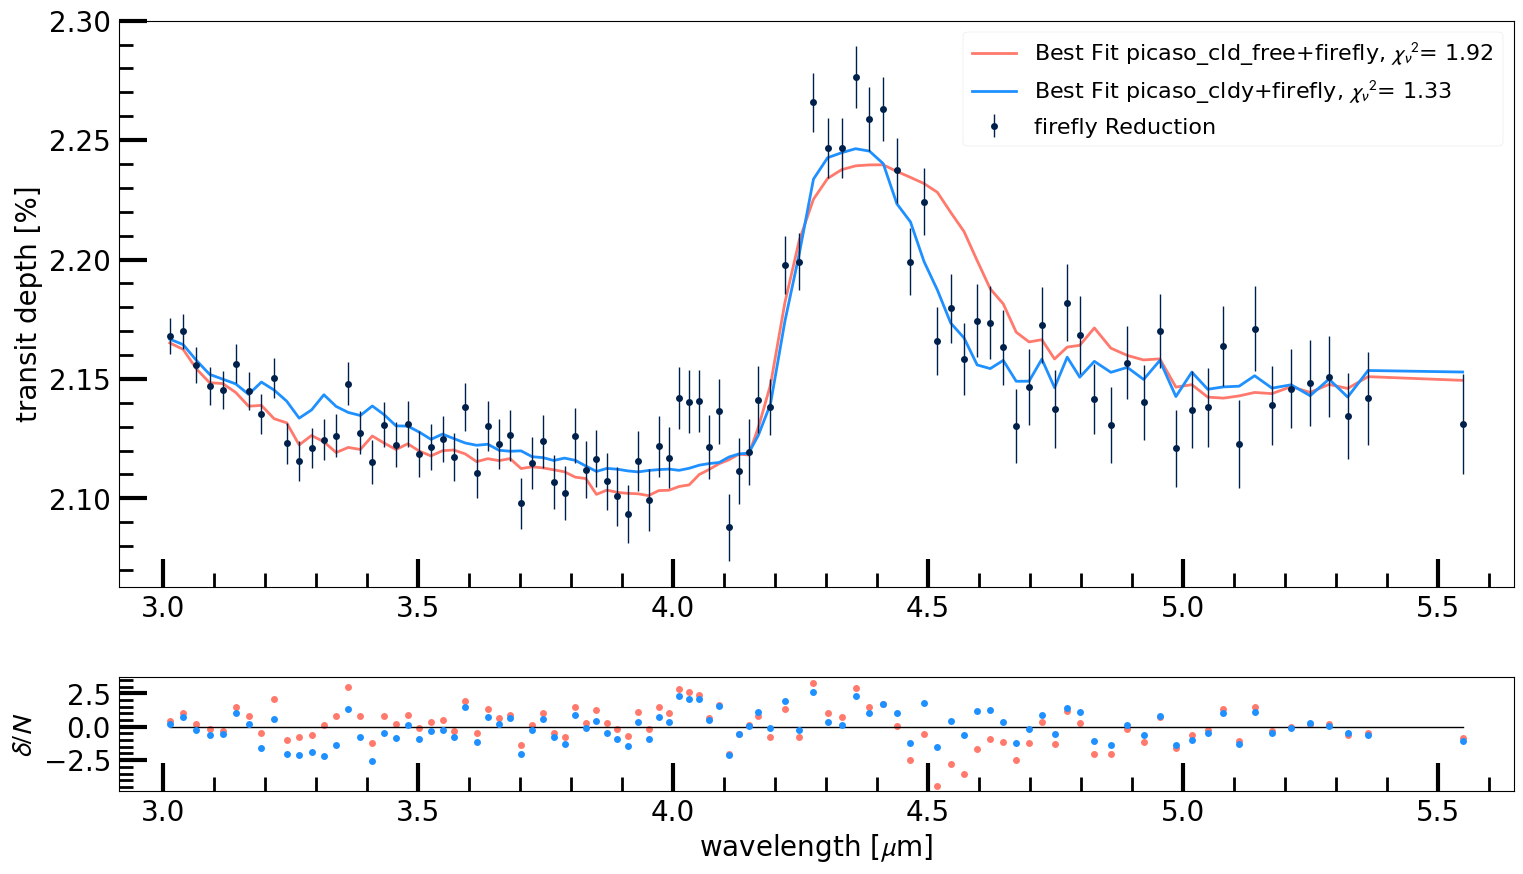 2.30
2.25
2.20
2.15
2.10
transit depth [%]
Best Fit picaso_cld_free+firefly, χν²= 1.92
Best Fit picaso_cldy+firefly, χν²= 1.33
firefly Reduction
3.0 3.5 4.0 4.5 5.0 5.5
2.5
0.0
−2.5
δ/N
3.0 3.5 4.0 4.5 5.0 5.5
wavelength [μm]